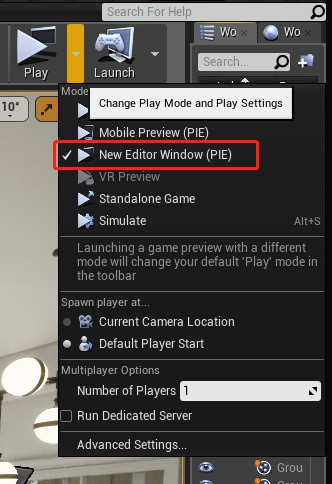 Search For Help
Wo
Wo
Play
Launch
Search...
10°
Mode
Change Play Mode and Play Settings
Mobile Preview (PIE)
New Editor Window (PIE)
VR Preview
Standalone Game
Simulate Alt+S
Launching a game preview with a different
mode will change your default 'Play' mode in
the toolbar
Spawn player at...
Current Camera Location
Default Player Start
Multiplayer Options
Number of Players 1
Run Dedicated Server
Advanced Settings...
Grou
Grou